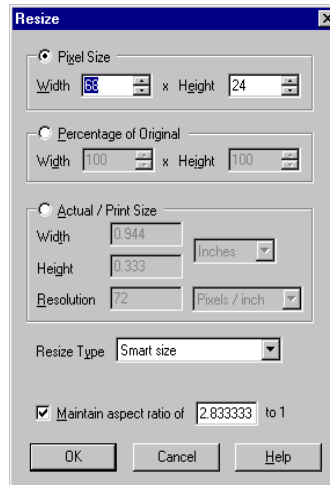 Resize
Pixel Size
Width 68 x Height 24
Percentage of Original
Width 100 x Height 100
Actual / Print Size
Width 0.944
Inches
Height 0.333
Resolution 72 Pixels / inch
Resize Type Smart size
Maintain aspect ratio of 2.833333 to 1
OK Cancel Help